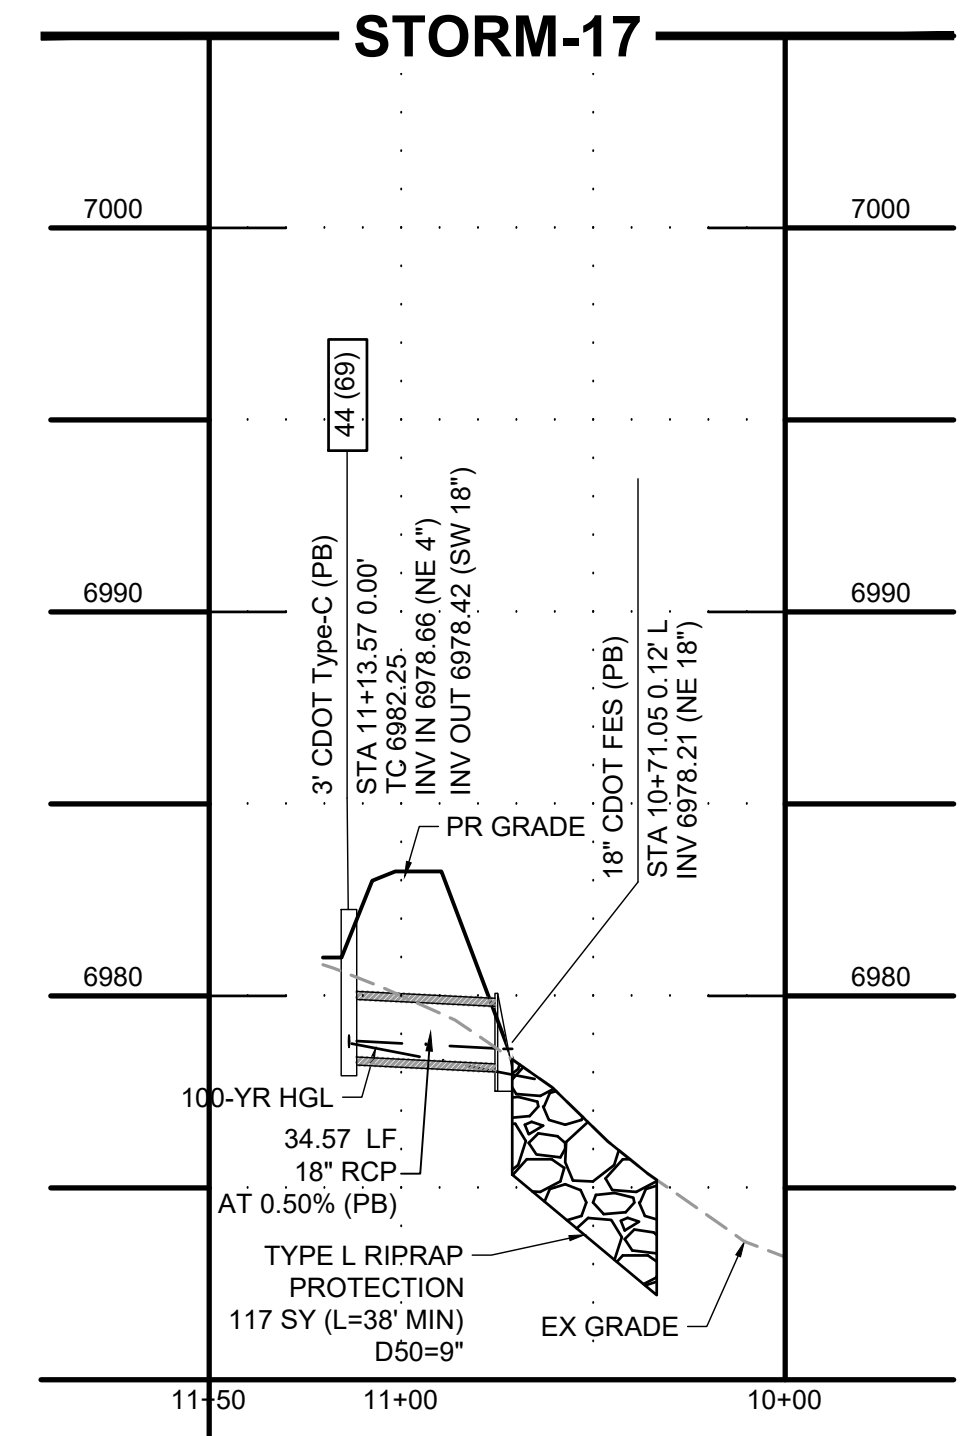 STORM-17
7000
7000
44 (69)
3' CDOT Type-C (PB)
STA 11+13.57 0.00'
TC 6982.25
INV IN 6978.66 (NE 4")
INV OUT 6978.42 (SW 18")
6990
6990
18" CDOT FES (PB)
STA 10+71.05 0.12' L
INV 6978.21 (NE 18")
PR GRADE
6980
6980
100-YR HGL
34.57 LF
18" RCP
AT 0.50% (PB)
TYPE L RIPRAP
PROTECTION
117 SY (L=38' MIN)
D50=9"
EX GRADE
11+50
11+00
10+00